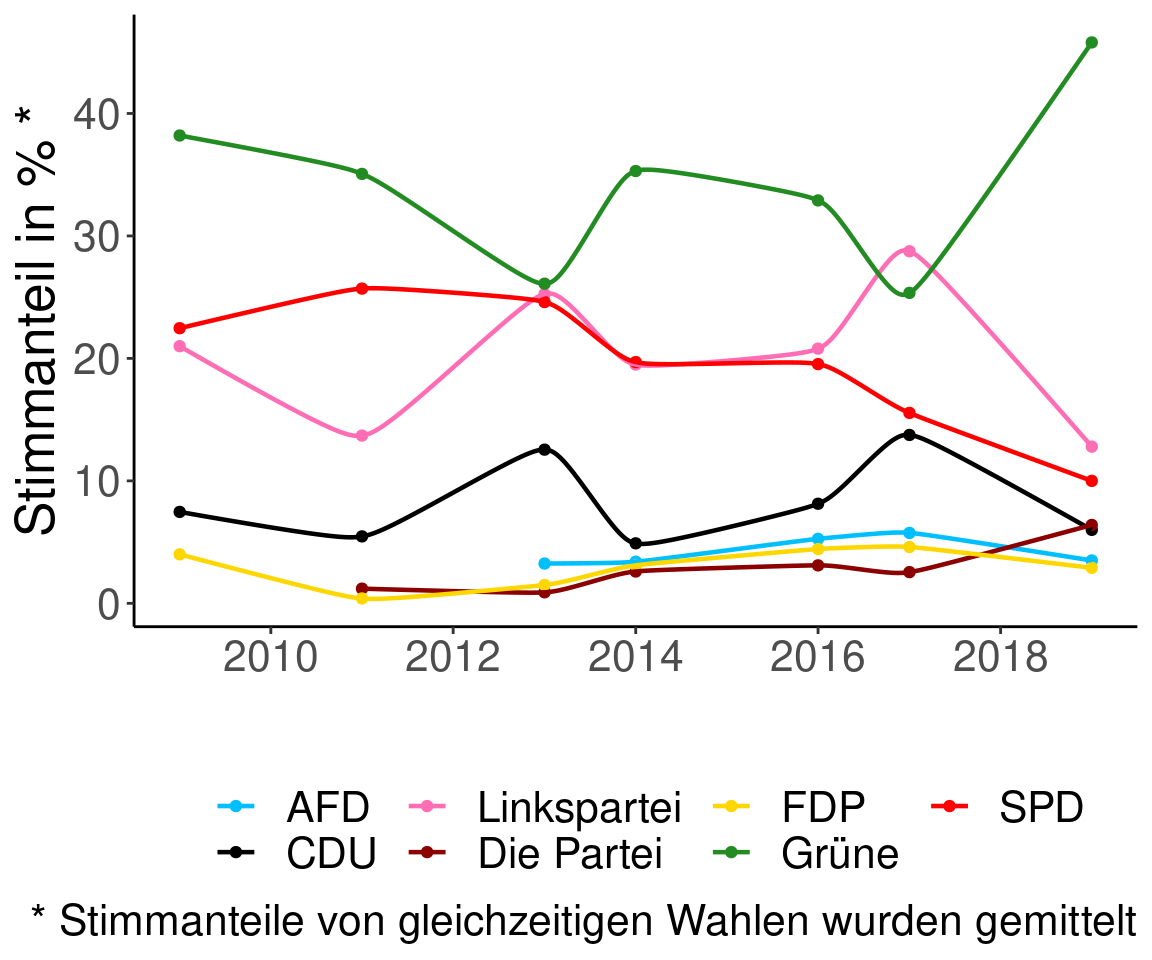 Stimmanteil in % *
40
30
20
10
0
2010 2012 2014 2016 2018
AFD Linkspartei FDP SPD
CDU Die Partei Grüne
* Stimmanteile von gleichzeitigen Wahlen wurden gemittelt